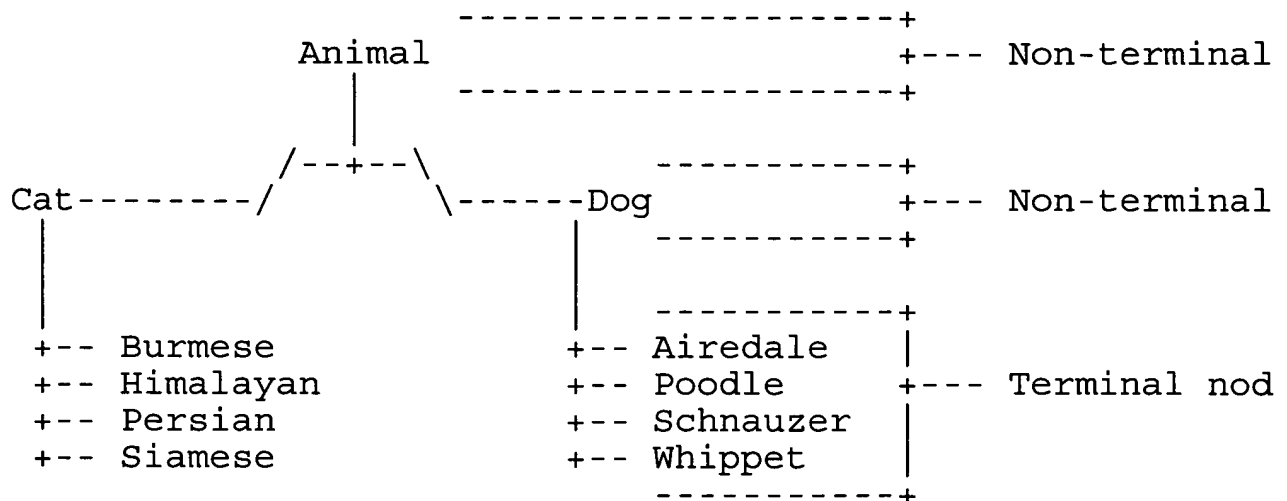 Animal Non-terminal
Cat Dog Non-terminal
Burmese Airedale
Himalayan Poodle Terminal nod
Persian Schnauzer
Siamese Whippet